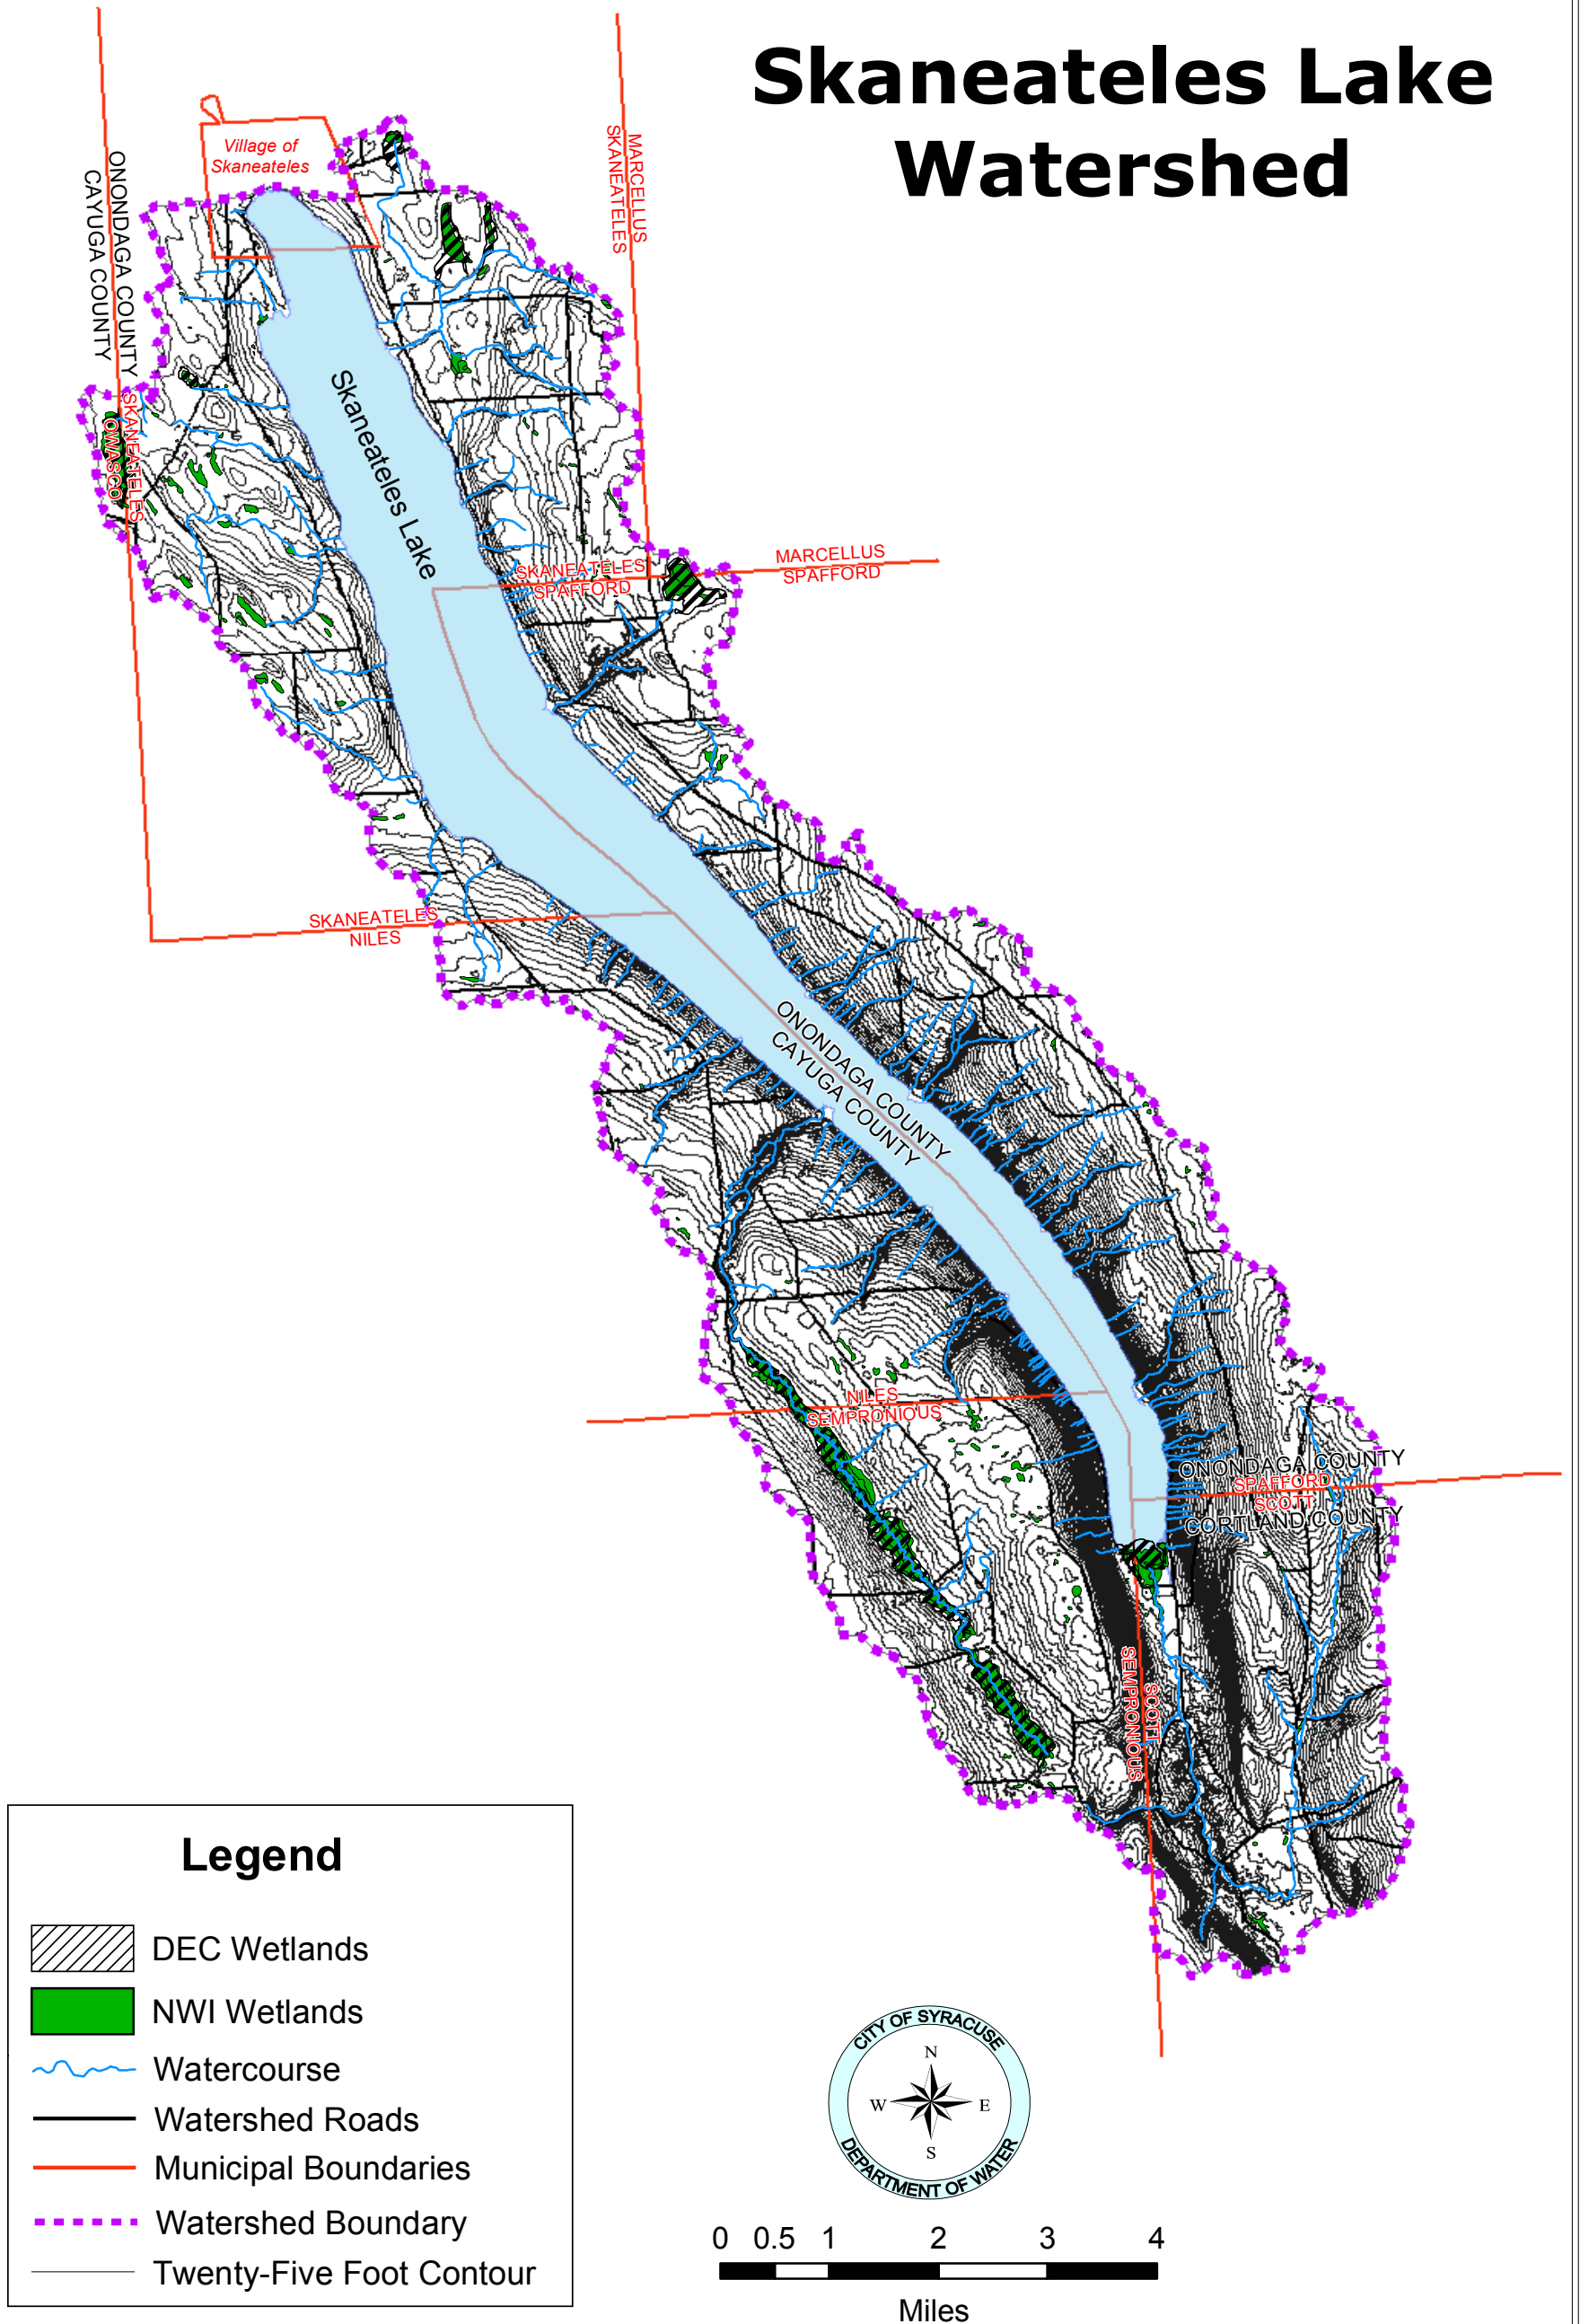 Skaneateles Lake
Watershed
Village of
Skaneateles
ONONDAGA COUNTY
CAYUGA COUNTY
MARCELLUS
SKANEATELES
Skaneateles Lake
SKANEATELES
OWASCO
SKANEATELES
SPAFFORD
MARCELLUS
SPAFFORD
SKANEATELES
NILES
ONONDAGA COUNTY
CAYUGA COUNTY
NILES
SEMPRONIOUS
ONONDAGA COUNTY
SPAFFORD
SCOTT
CORTLAND COUNTY
SCOTT
SEMPRONIOUS
Legend
DEC Wetlands
NWI Wetlands
Watercourse
Watershed Roads
Municipal Boundaries
Watershed Boundary
Twenty-Five Foot Contour
CITY OF SYRACUSE
N
W E
S
DEPARTMENT OF WATER
0 0.5 1 2 3 4
Miles